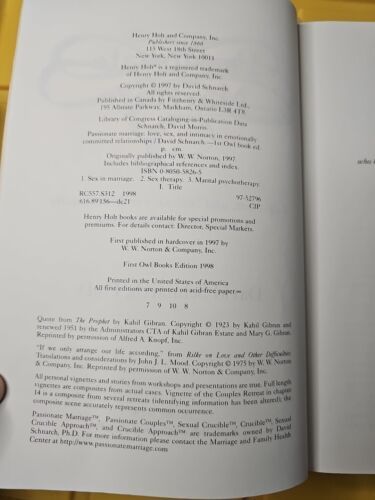 Henry Holt and Company, Inc.
Publishers since 1866
115 West 18th Street
New York, New York 10011
Henry Holt® is a registered trademark
of Henry Holt and Company, Inc.
Copyright © 1997 by David Schnarch.
All rights reserved.
Published in Canada by Fitzhenry & Whiteside Ltd.,
195 Allstate Parkway, Markham, Ontario L3R 4T8.
Library of Congress Cataloging-in-Publication Data
Schnarch, David Morris.
Passionate marriage: love, sex, and intimacy in emotionally
committed relationships / David Schnarch.—1st Owl book ed.
p. cm.
Originally published by W. W. Norton, 1997.
Includes bibliographical references and index.
ISBN 0-8050-5826-5
1. Sex in marriage. 2. Sex therapy. 3. Marital psychotherapy.
I. Title
RC557.S312 1998
97-52796
616.89'156—dc21
CIP
Henry Holt books are available for special promotions and
premiums. For details contact: Director, Special Markets.
First published in hardcover in 1997 by
W. W. Norton & Company, Inc.
First Owl Books Edition 1998
Printed in the United States of America
All first editions are printed on acid-free paper.∞
7 9 10 8
Quote from The Prophet by Kahlil Gibran. Copyright © 1923 by Kahlil Gibran and
renewed 1951 by the Administrators CTA of Kahlil Gibran Estate and Mary G. Gibran.
Reprinted by permission of Alfred A. Knopf, Inc.
"If we only arrange our life according," from Rilke on Love and Other Difficulties.
Translations and considerations by John J. L. Mood. Copyright © 1975 by W. W. Norton
& Company, Inc. Reprinted by permission of W. W. Norton & Company, Inc.
All personal vignettes and stories from workshops and presentations are true. Full length
vignettes are composites from actual cases. Vignette of the Couples Retreat in chapter
14 is a composite from several retreats (identifying information has been altered); the
composite scene accurately represents common occurrence.
Passionate Marriage™, Passionate Couples™, Sexual Crucible™, Crucible™, Sexual
Crucible Approach™, and Crucible Approach™ are trademarks owned by David
Schnarch, Ph.D. For more information please contact the Marriage and Family Health
Center at http://www.passionatemarriage.com.